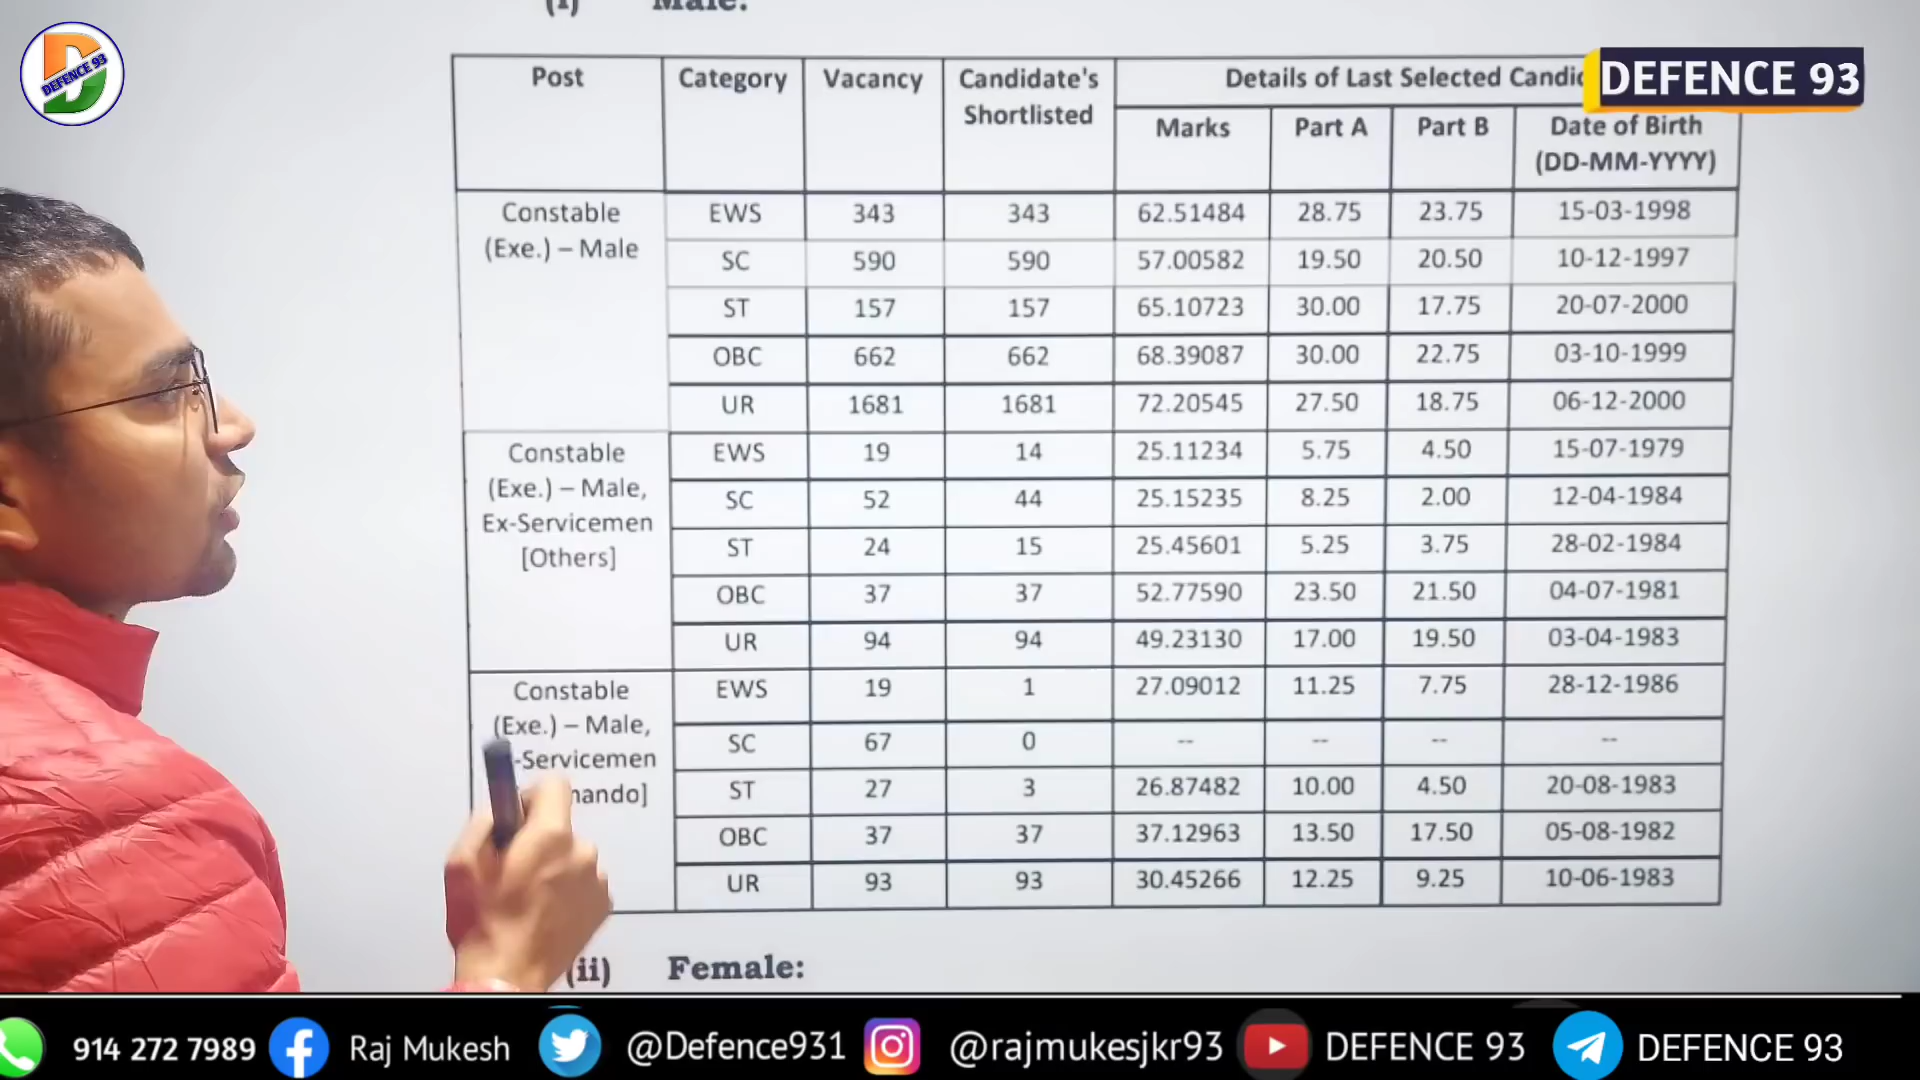 (i) Male:
DEFENCE 93
DEFENCE 93
Post Category Vacancy Candidate's Shortlisted Details of Last Selected
Marks Part A Part B Date of Birth (DD-MM-YYYY)
Constable (Exe.) – Male
EWS 343 343 62.51484 28.75 23.75 15-03-1998
SC 590 590 57.00582 19.50 20.50 10-12-1997
ST 157 157 65.10723 30.00 17.75 20-07-2000
OBC 662 662 68.39087 30.00 22.75 03-10-1999
UR 1681 1681 72.20545 27.50 18.75 06-12-2000
Constable (Exe.) – Male, Ex-Servicemen [Others]
EWS 19 14 25.11234 5.75 4.50 15-07-1979
SC 52 44 25.15235 8.25 2.00 12-04-1984
ST 24 15 25.45601 5.25 3.75 28-02-1984
OBC 37 37 52.77590 23.50 21.50 04-07-1981
UR 94 94 49.23130 17.00 19.50 03-04-1983
Constable (Exe.) – Male, -Servicemen
EWS 19 1 27.09012 11.25 7.75 28-12-1986
SC 67 0 -- -- -- --
ST 27 3 26.87482 10.00 4.50 20-08-1983
OBC 37 37 37.12963 13.50 17.50 05-08-1982
UR 93 93 30.45266 12.25 9.25 10-06-1983
(ii) Female:
914 272 7989 Raj Mukesh @Defence931 @rajmukesjkr93 DEFENCE 93 DEFENCE 93